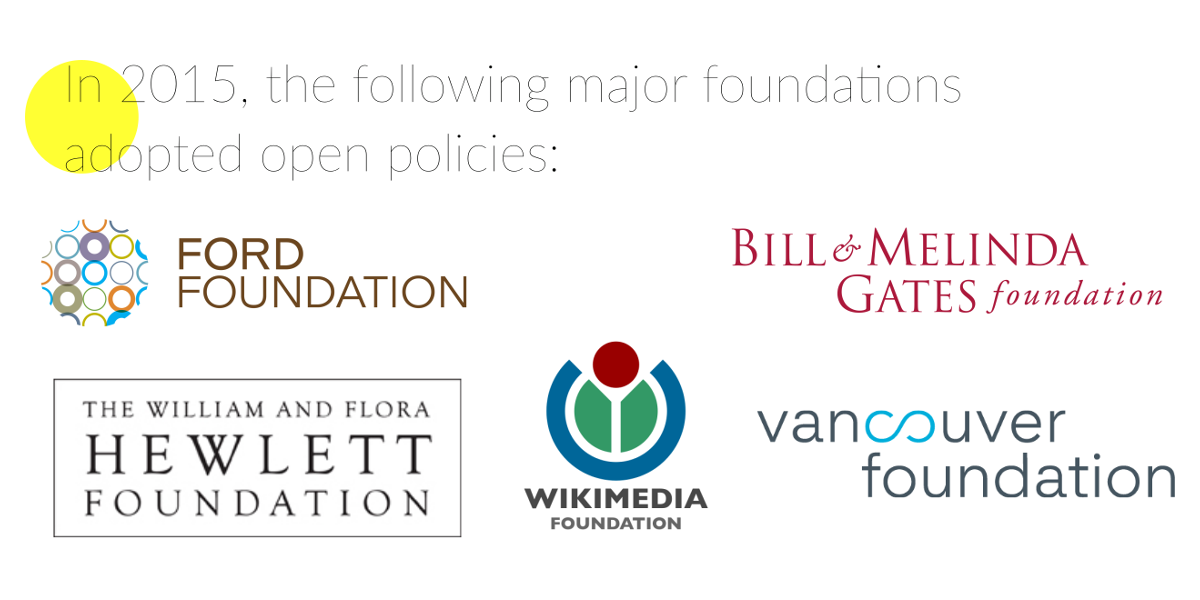 In 2015, the following major foundations
adopted open policies:
FORD
FOUNDATION
BILL & MELINDA
GATES foundation
THE WILLIAM AND FLORA
HEWLETT
FOUNDATION
WIKIMEDIA
FOUNDATION
vancouver
foundation